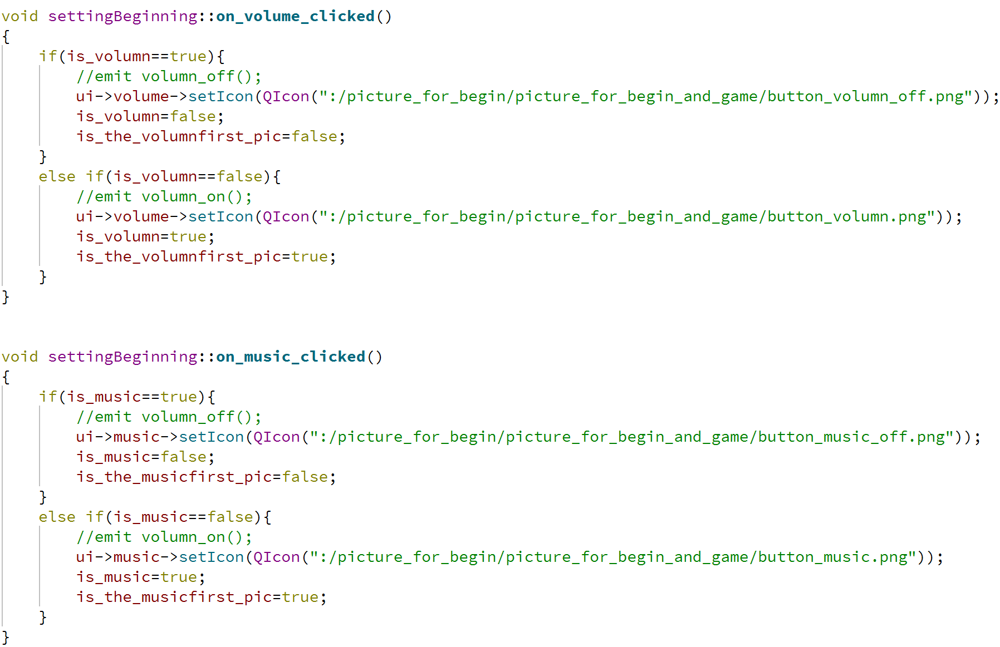 void settingBeginning::on_volume_clicked()
{
    if(is_volumn==true){
        //emit volumn_off();
        ui->volume->setIcon(QIcon(":/picture_for_begin/picture_for_begin_and_game/button_volumn_off.png"));
        is_volumn=false;
        is_the_volumnfirst_pic=false;
    }
    else if(is_volumn==false){
        //emit volumn_on();
        ui->volume->setIcon(QIcon(":/picture_for_begin/picture_for_begin_and_game/button_volumn.png"));
        is_volumn=true;
        is_the_volumnfirst_pic=true;
    }
}

void settingBeginning::on_music_clicked()
{
    if(is_music==true){
        //emit volumn_off();
        ui->music->setIcon(QIcon(":/picture_for_begin/picture_for_begin_and_game/button_music_off.png"));
        is_music=false;
        is_the_musicfirst_pic=false;
    }
    else if(is_music==false){
        //emit volumn_on();
        ui->music->setIcon(QIcon(":/picture_for_begin/picture_for_begin_and_game/button_music.png"));
        is_music=true;
        is_the_musicfirst_pic=true;
    }
}